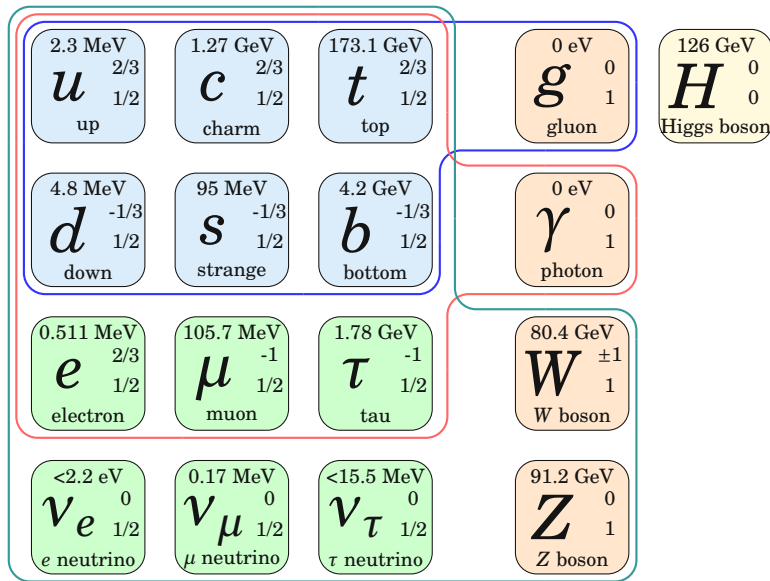 2.3 MeV
2/3
u
1/2
up
1.27 GeV
2/3
c
1/2
charm
173.1 GeV
2/3
t
1/2
top
0 eV
0
g
1
gluon
126 GeV
0
H
0
Higgs boson
4.8 MeV
-1/3
d
1/2
down
95 MeV
-1/3
s
1/2
strange
4.2 GeV
-1/3
b
1/2
bottom
0 eV
0
γ
1
photon
0.511 MeV
2/3
e
1/2
electron
105.7 MeV
-1
μ
1/2
muon
1.78 GeV
-1
τ
1/2
tau
80.4 GeV
±1
W
1
W boson
<2.2 eV
0
νe
1/2
e neutrino
0.17 MeV
0
νμ
1/2
μ neutrino
<15.5 MeV
0
ντ
1/2
τ neutrino
91.2 GeV
0
Z
1
Z boson